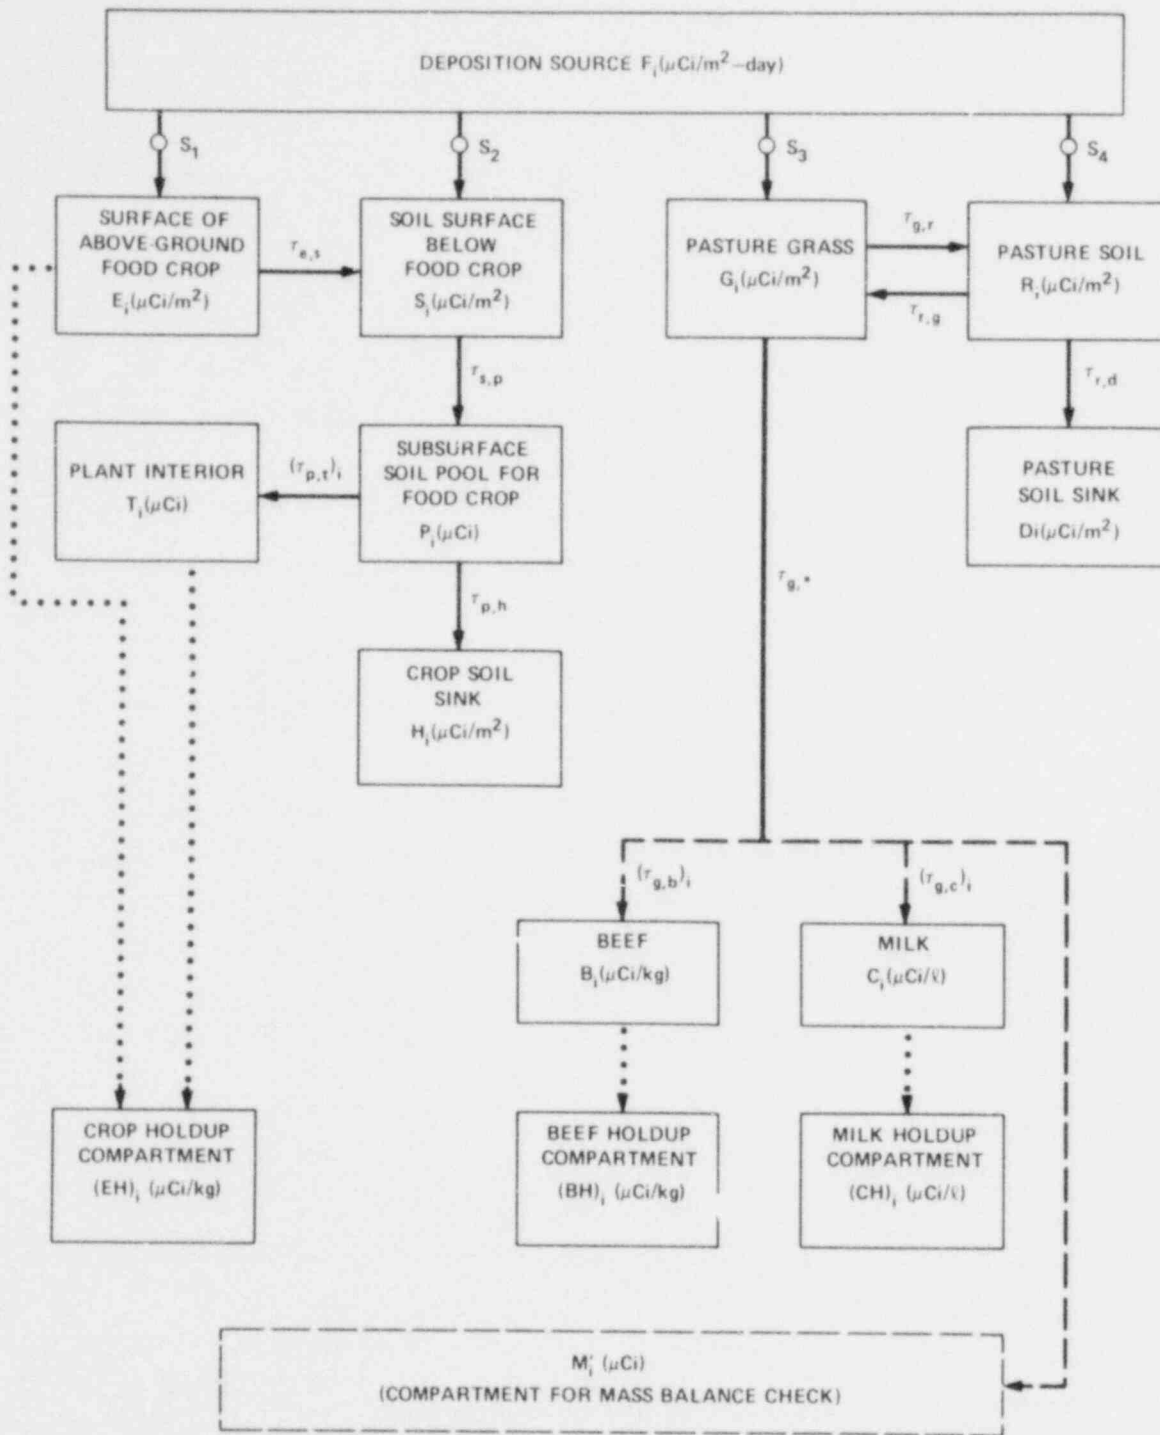 DEPOSITION SOURCE Fᵢ(μCi/m²–day)
S₁
S₂
S₃
S₄
SURFACE OF
ABOVE-GROUND
FOOD CROP
Eᵢ(μCi/m²)
τe,s
SOIL SURFACE
BELOW
FOOD CROP
Sᵢ(μCi/m²)
PASTURE GRASS
Gᵢ(μCi/m²)
τg,r
τr,g
PASTURE SOIL
Rᵢ(μCi/m²)
τs,p
τr,d
PLANT INTERIOR
Tᵢ(μCi)
(τp,t)ᵢ
SUBSURFACE
SOIL POOL FOR
FOOD CROP
Pᵢ(μCi)
PASTURE
SOIL SINK
Di(μCi/m²)
τg,*
τp,h
CROP SOIL
SINK
Hᵢ(μCi/m²)
(τg,b)ᵢ
(τg,c)ᵢ
BEEF
Bᵢ(μCi/kg)
MILK
Cᵢ(μCi/ℓ)
CROP HOLDUP
COMPARTMENT
(EH)ᵢ (μCi/kg)
BEEF HOLDUP
COMPARTMENT
(BH)ᵢ (μCi/kg)
MILK HOLDUP
COMPARTMENT
(CH)ᵢ (μCi/ℓ)
M′ᵢ (μCi)
(COMPARTMENT FOR MASS BALANCE CHECK)